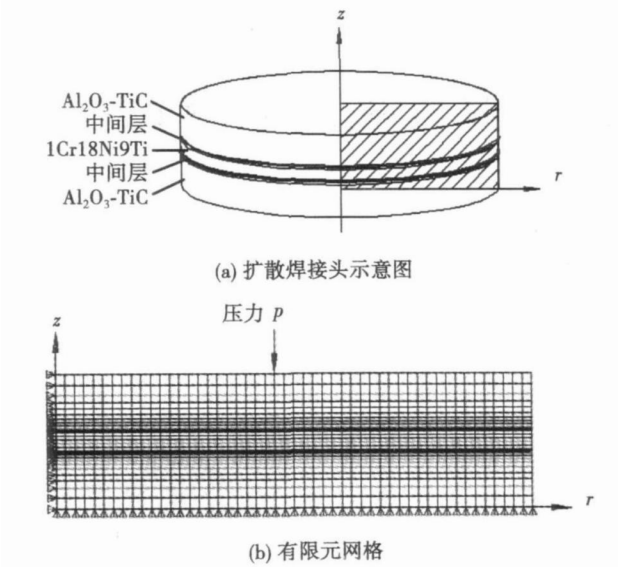 z
Al₂O₃-TiC
中间层
1Cr18Ni9Ti
中间层
Al₂O₃-TiC
r
(a) 扩散焊接头示意图
压力 p
z
r
(b) 有限元网格